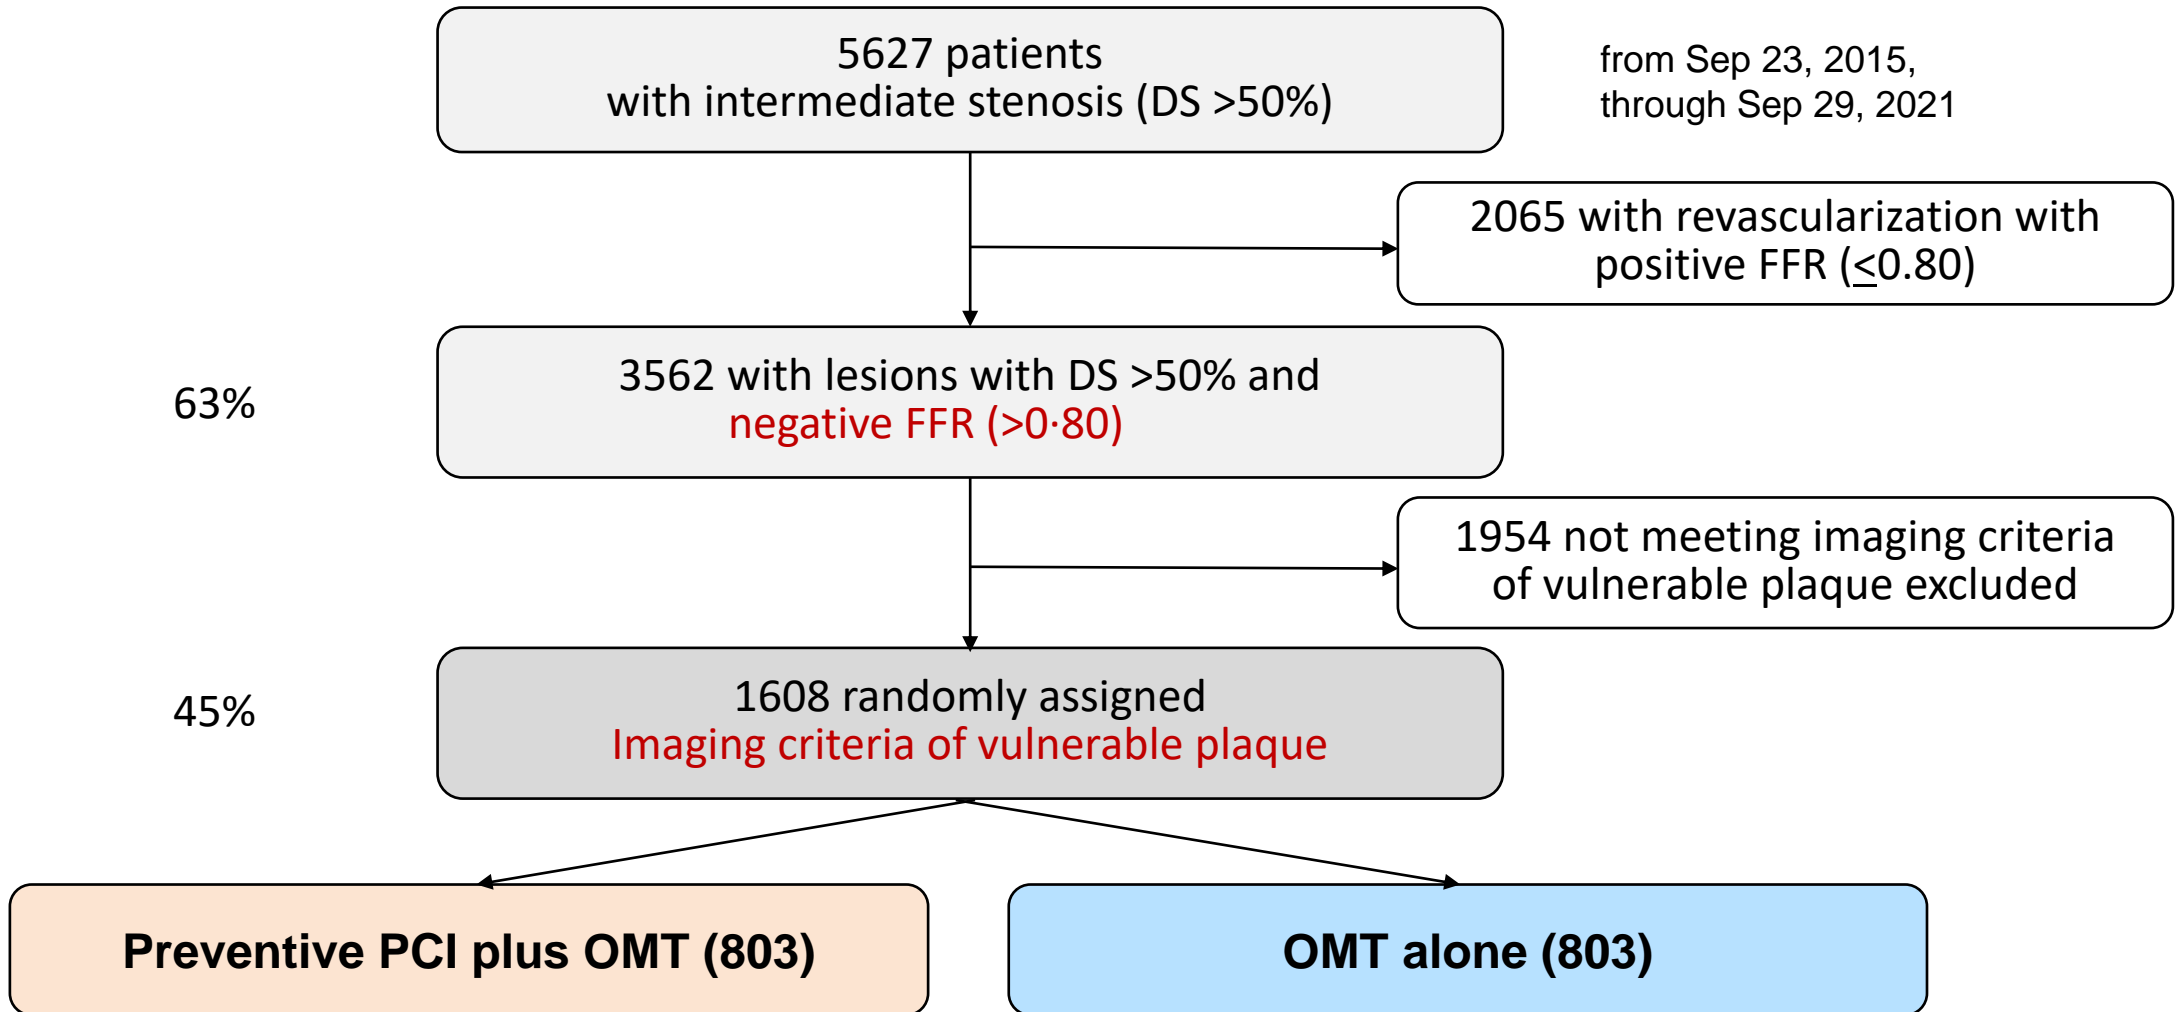 5627 patients
with intermediate stenosis (DS >50%)
from Sep 23, 2015,
through Sep 29, 2021
2065 with revascularization with
positive FFR (≤0.80)
63%
3562 with lesions with DS >50% and
negative FFR (>0·80)
1954 not meeting imaging criteria
of vulnerable plaque excluded
45%
1608 randomly assigned
Imaging criteria of vulnerable plaque
Preventive PCI plus OMT (803)
OMT alone (803)